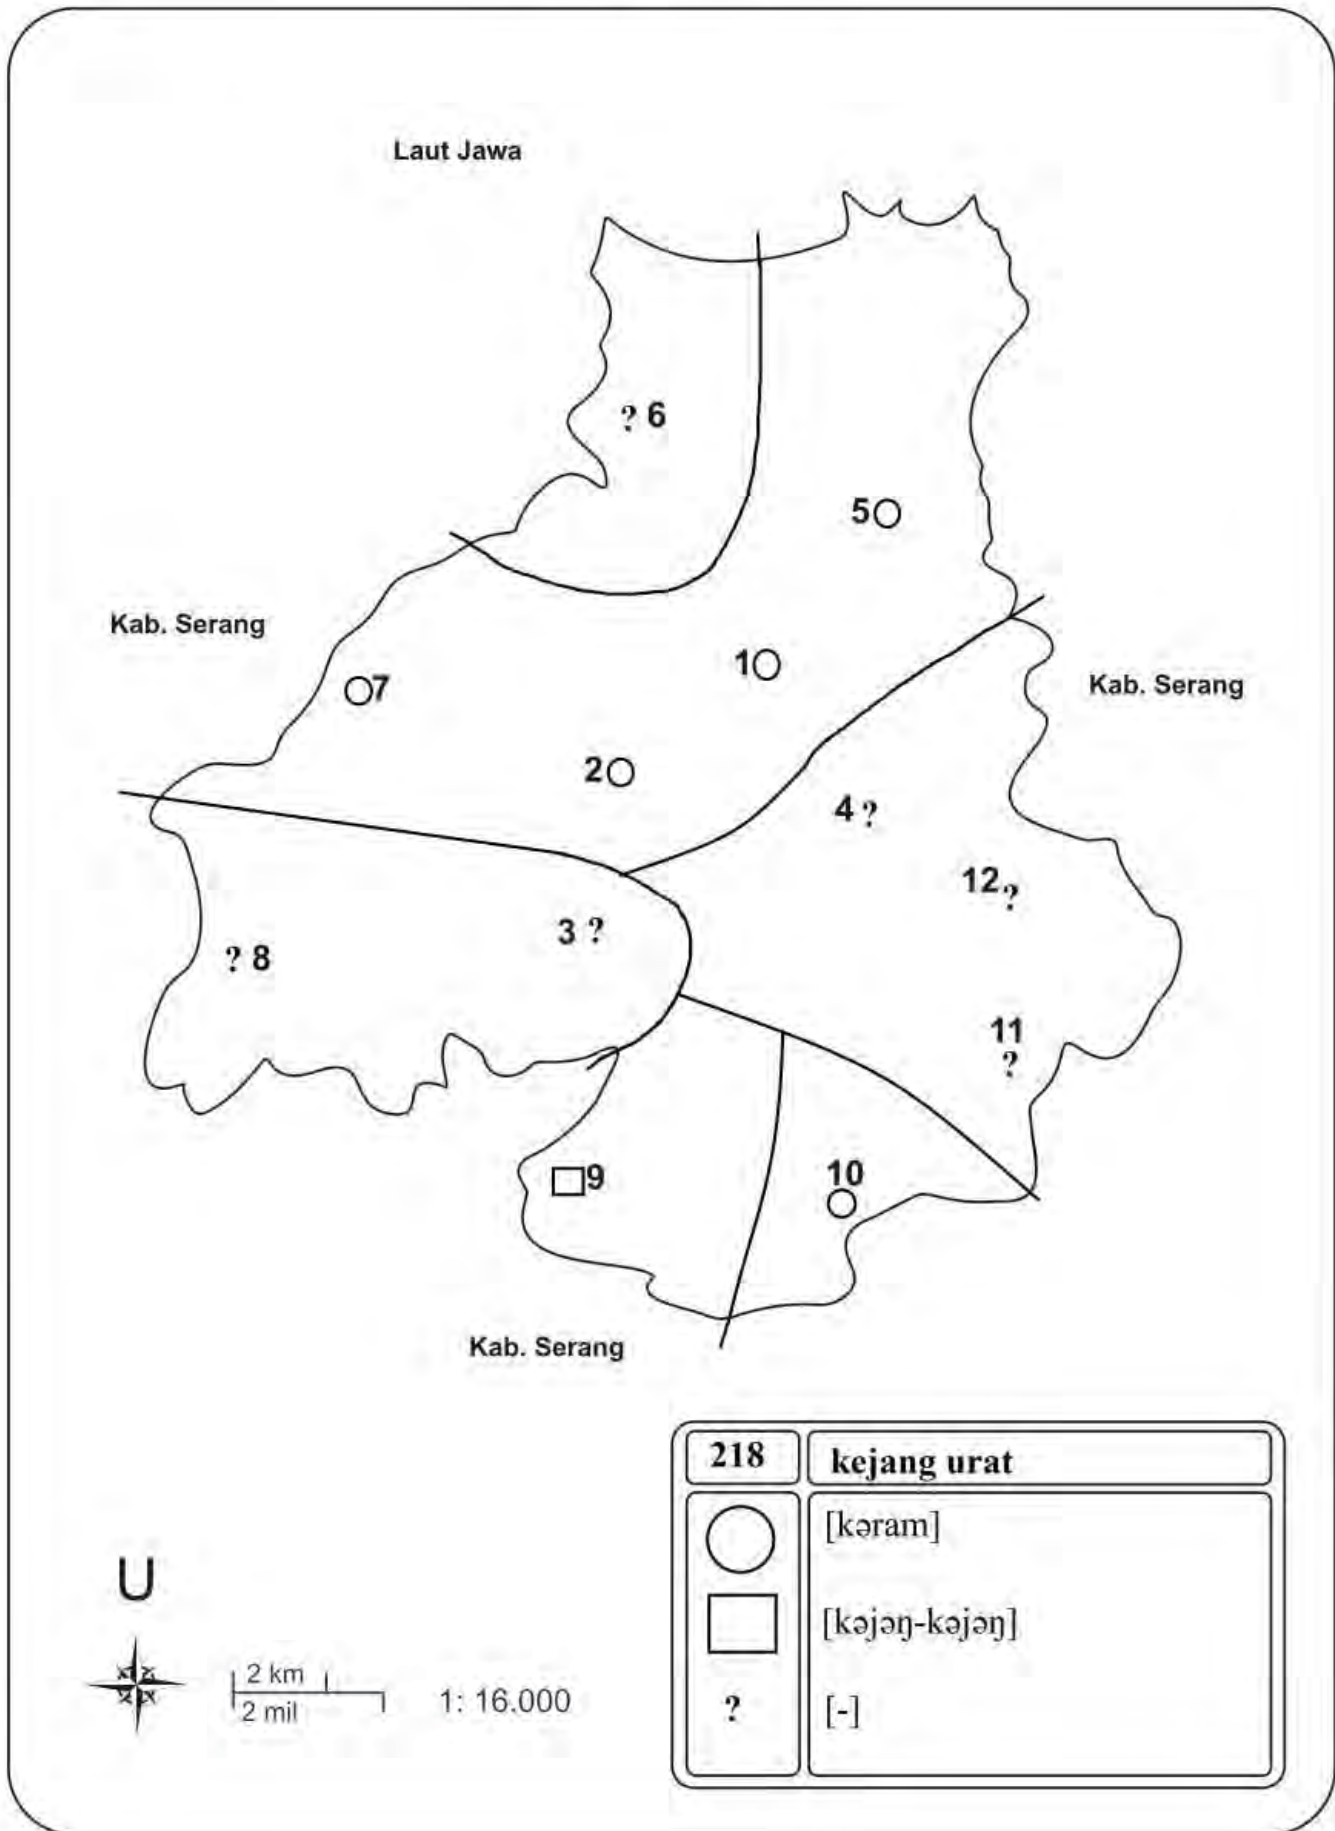 Laut Jawa
? 6
5
Kab. Serang
1
Kab. Serang
7
2
4 ?
12 ?
3 ?
? 8
11
?
9
10
Kab. Serang
218 kejang urat
[kəram]
[kəjəŋ-kəjəŋ]
? [-]
U
2 km
2 mil
1: 16.000